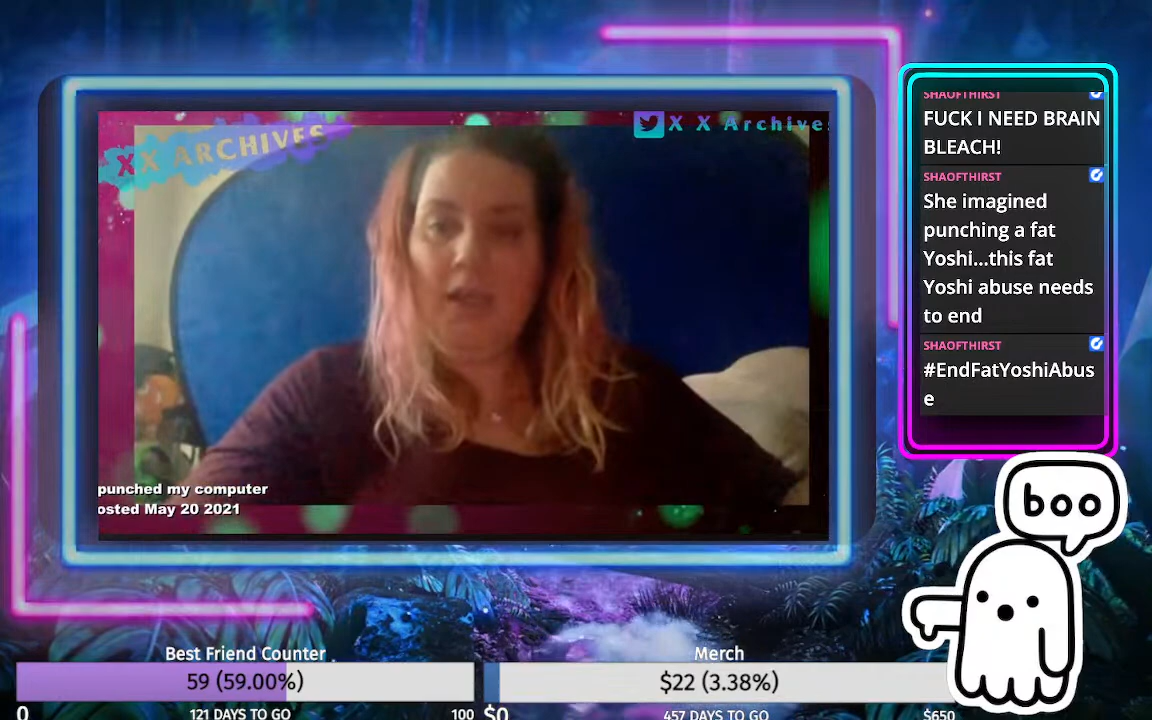 XX ARCHIVES
X X Archive
punched my computer
osted May 20 2021
SHAOFTHIRST
FUCK I NEED BRAIN
BLEACH!
SHAOFTHIRST
She imagined
punching a fat
Yoshi...this fat
Yoshi abuse needs
to end
SHAOFTHIRST
#EndFatYoshiAbus
e
boo
Best Friend Counter
59 (59.00%)
0 121 DAYS TO GO 100
Merch
$22 (3.38%)
$0 457 DAYS TO GO $650